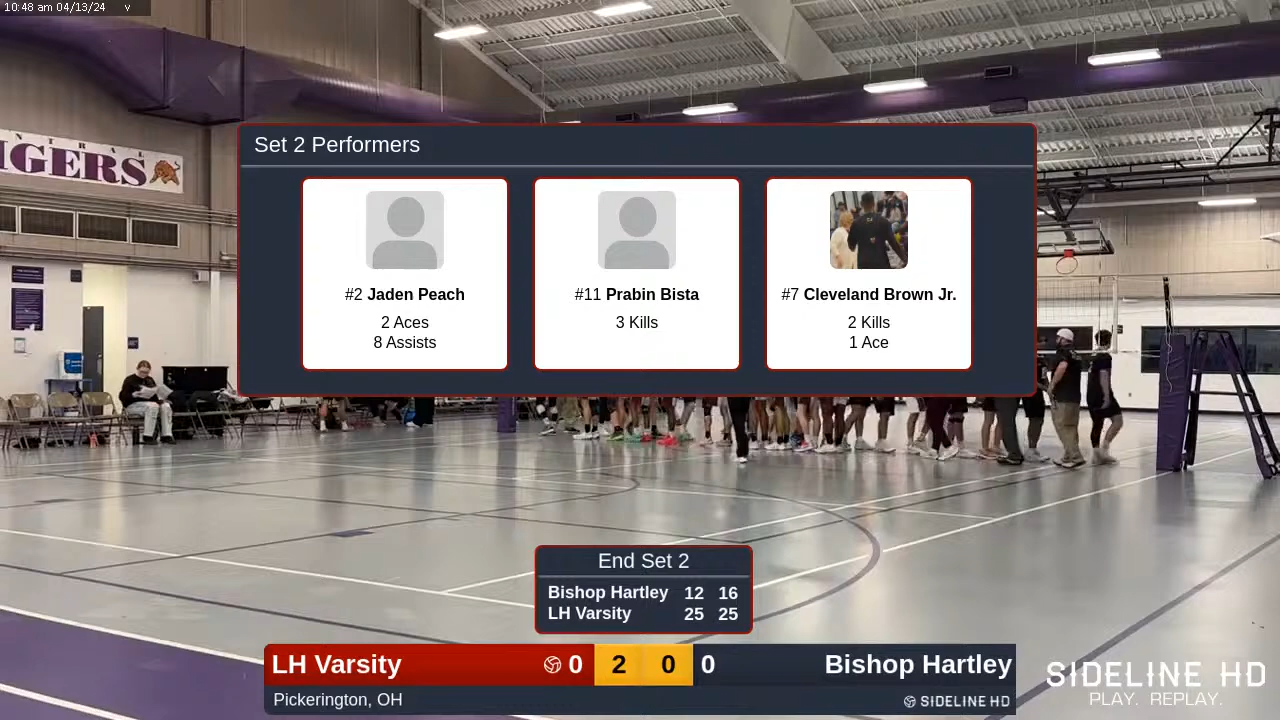 10:48 am 04/13/24 v
N T R A L
IGERS
Set 2 Performers
#2 Jaden Peach
2 Aces
8 Assists
#11 Prabin Bista
3 Kills
#7 Cleveland Brown Jr.
2 Kills
1 Ace
End Set 2
Bishop Hartley 12 16
LH Varsity 25 25
LH Varsity 0 2 0 0 Bishop Hartley
Pickerington, OH SIDELINE HD
SIDELINE HD
PLAY. REPLAY.